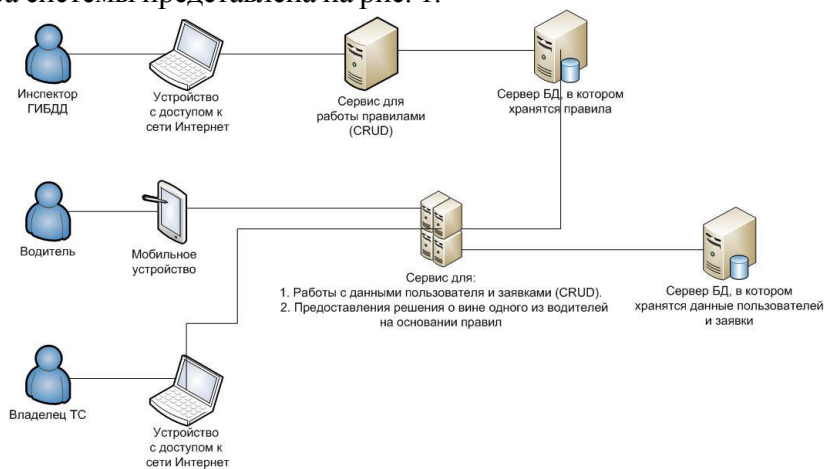 за системы представлена на рис. 1.
Инспектор
ГИБДД
Устройство
с доступом к
сети Интернет
Сервис для
работы правилами
(CRUD)
Сервер БД, в котором
хранятся правила
Водитель
Мобильное
устройство
Сервис для:
1. Работы с данными пользователя и заявками (CRUD).
2. Предоставления решения о вине одного из водителей
на основании правил
Сервер БД, в котором
хранятся данные пользователей
и заявки
Владелец ТС
Устройство
с доступом к
сети Интернет